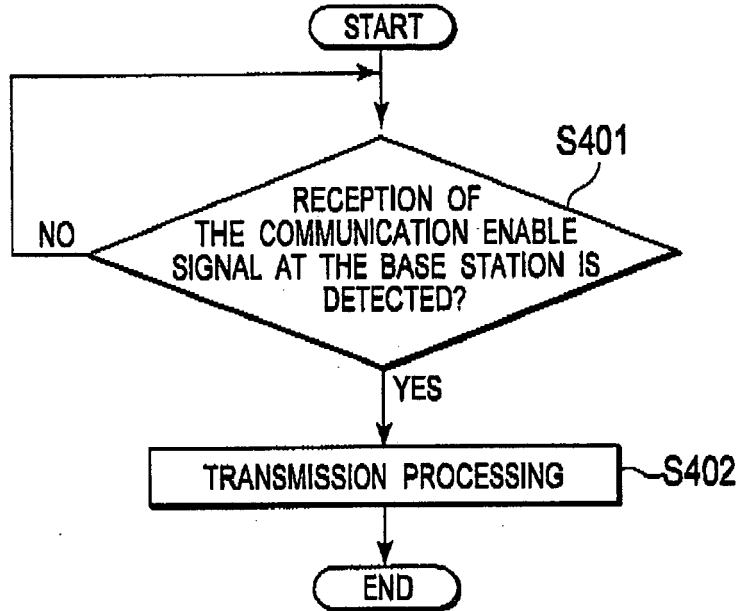 START
S401
RECEPTION OF
THE COMMUNICATION ENABLE
SIGNAL AT THE BASE STATION IS
DETECTED?
NO
YES
TRANSMISSION PROCESSING
S402
END